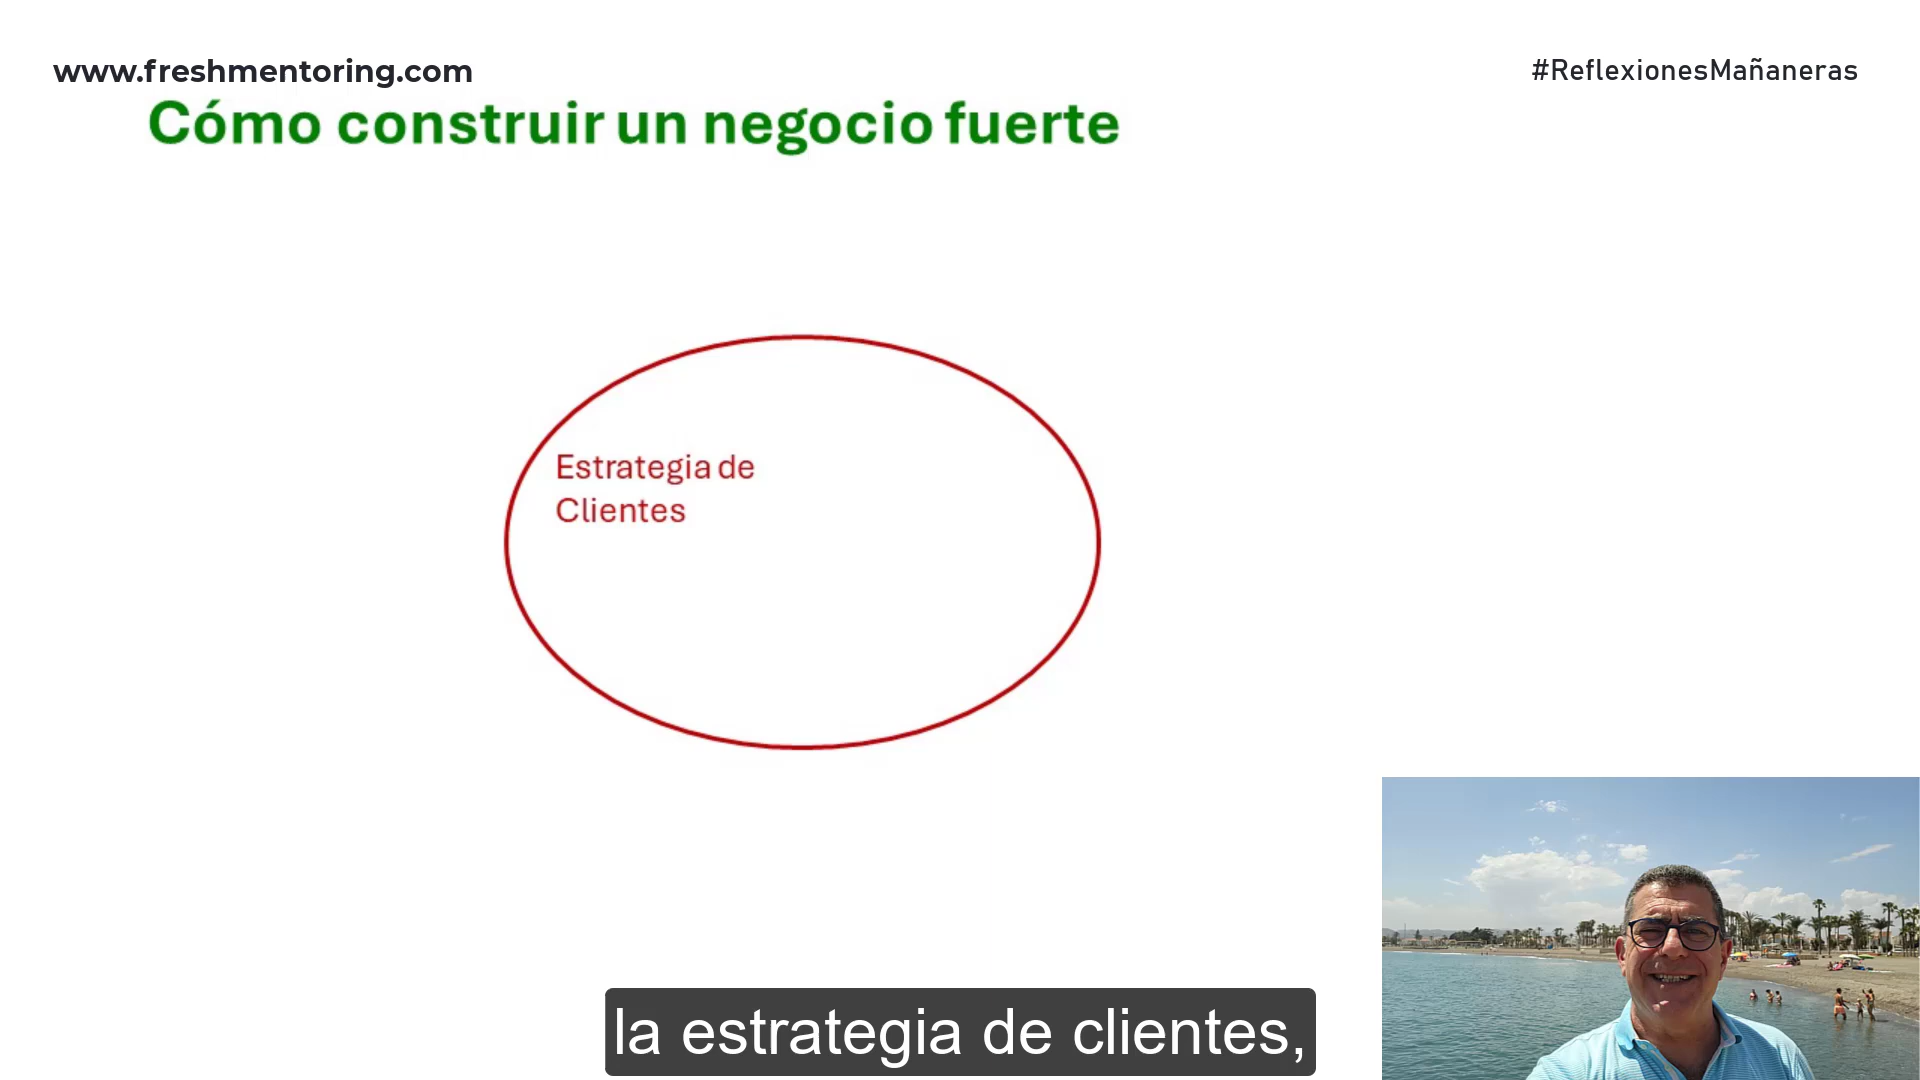 www.freshmentoring.com
#ReflexionesMañaneras
Cómo construir un negocio fuerte
Estrategia de
Clientes
la estrategia de clientes,